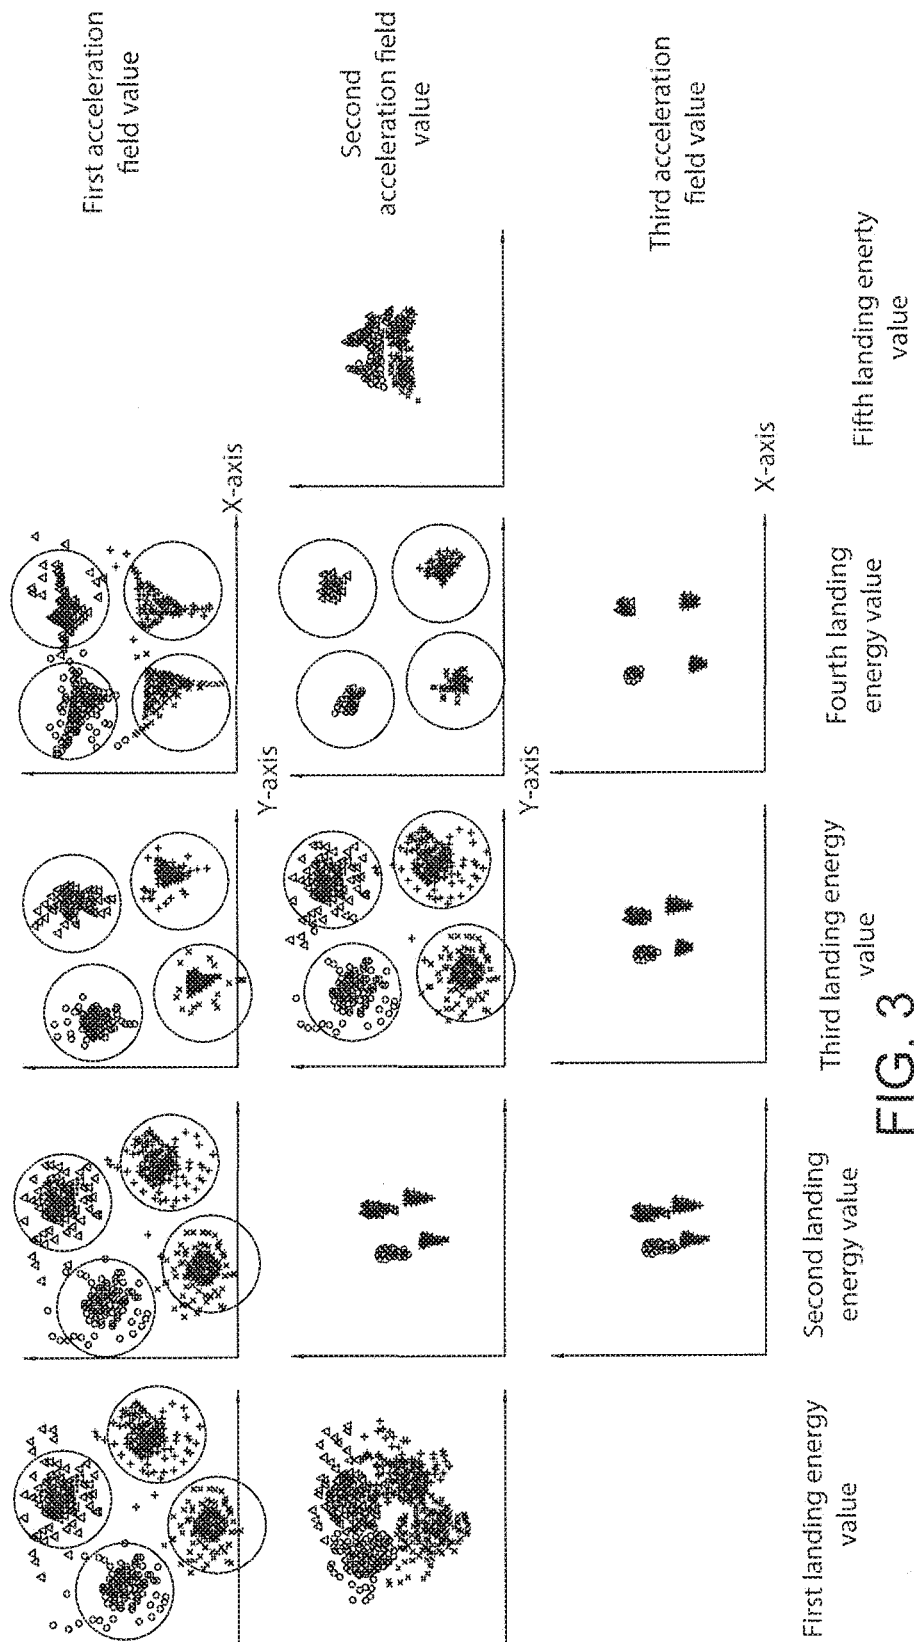 First acceleration
field value
Second
acceleration field
value
Third acceleration
field value
X-axis
Y-axis
Y-axis
X-axis
First landing energy
value
Second landing
energy value
Third landing energy
value
Fourth landing
energy value
Fifth landing enerty
value
FIG. 3